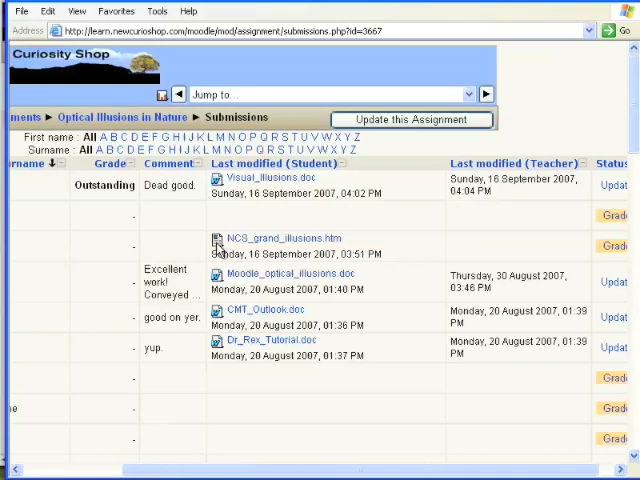 File Edit View Favorites Tools Help
Address http://learn.newcurioshop.com/moodle/mod/assignment/submissions.php?id=3667 Go
Curiosity Shop
Jump to...
ments ► Optical Illusions in Nature ► Submissions Update this Assignment
First name : All A B C D E F G H I J K L M N O P Q R S T U V W X Y Z
Surname : All A B C D E F G H I J K L M N O P Q R S T U V W X Y Z
rname Grade Comment Last modified (Student) Last modified (Teacher) Status
Outstanding Dead good. Visual_Illusions.doc Sunday, 16 September 2007, Updat
Sunday, 16 September 2007, 04:02 PM 04:04 PM
- Grade
- NCS_grand_illusions.htm Grade
Sunday, 16 September 2007, 03:51 PM
Excellent
work! Moodle_optical_illusions.doc Thursday, 30 August 2007, Updat
- Conveyed ... Monday, 20 August 2007, 01:40 PM 03:46 PM
- good on yer. CMT_Outlook.doc Monday, 20 August 2007, 01:39 Updat
Monday, 20 August 2007, 01:36 PM PM
- yup. Dr_Rex_Tutorial.doc Monday, 20 August 2007, 01:39 Updat
Monday, 20 August 2007, 01:37 PM PM
- Grade
me - Grade
- Grade